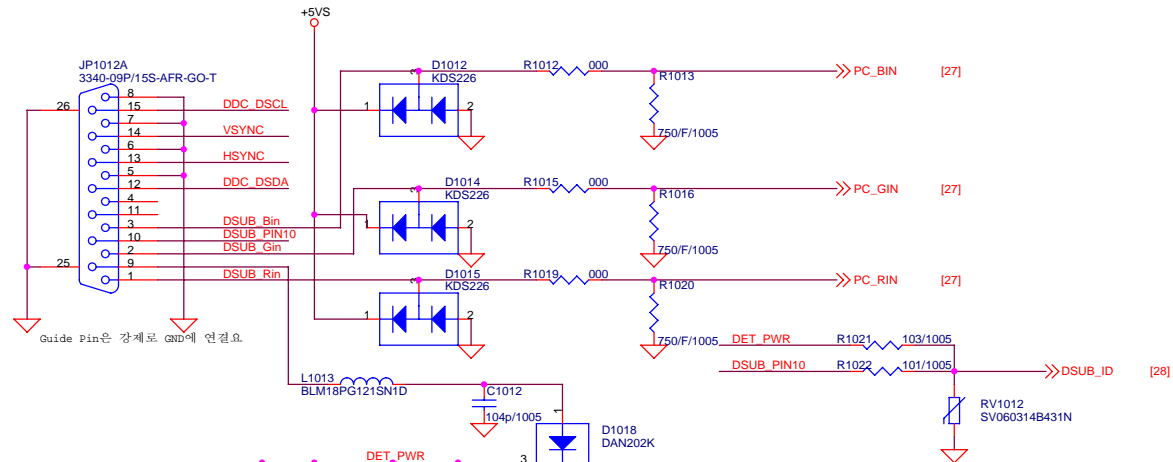 +5VS
JP1012A
3340-09P/15S-AFR-GO-T
26
25
8
15
7
14
6
13
5
12
4
11
3
10
2
9
1
DDC_DSCL
VSYNC
HSYNC
DDC_DSDA
DSUB_Bin
DSUB_PIN10
DSUB_Gin
DSUB_Rin
Guide Pin은 강제로 GND에 연결요
D1012
KDS226
3
1
2
R1012
000
R1013
750/F/1005
PC_BIN
[27]
D1014
KDS226
3
1
2
R1015
000
R1016
750/F/1005
PC_GIN
[27]
D1015
KDS226
3
1
2
R1019
000
R1020
750/F/1005
PC_RIN
[27]
DET_PWR
R1021
103/1005
DSUB_PIN10
R1022
101/1005
DSUB_ID
[28]
RV1012
SV060314B431N
L1013
BLM18PG121SN1D
C1012
104p/1005
1
D1018
DAN202K
3
DET_PWR